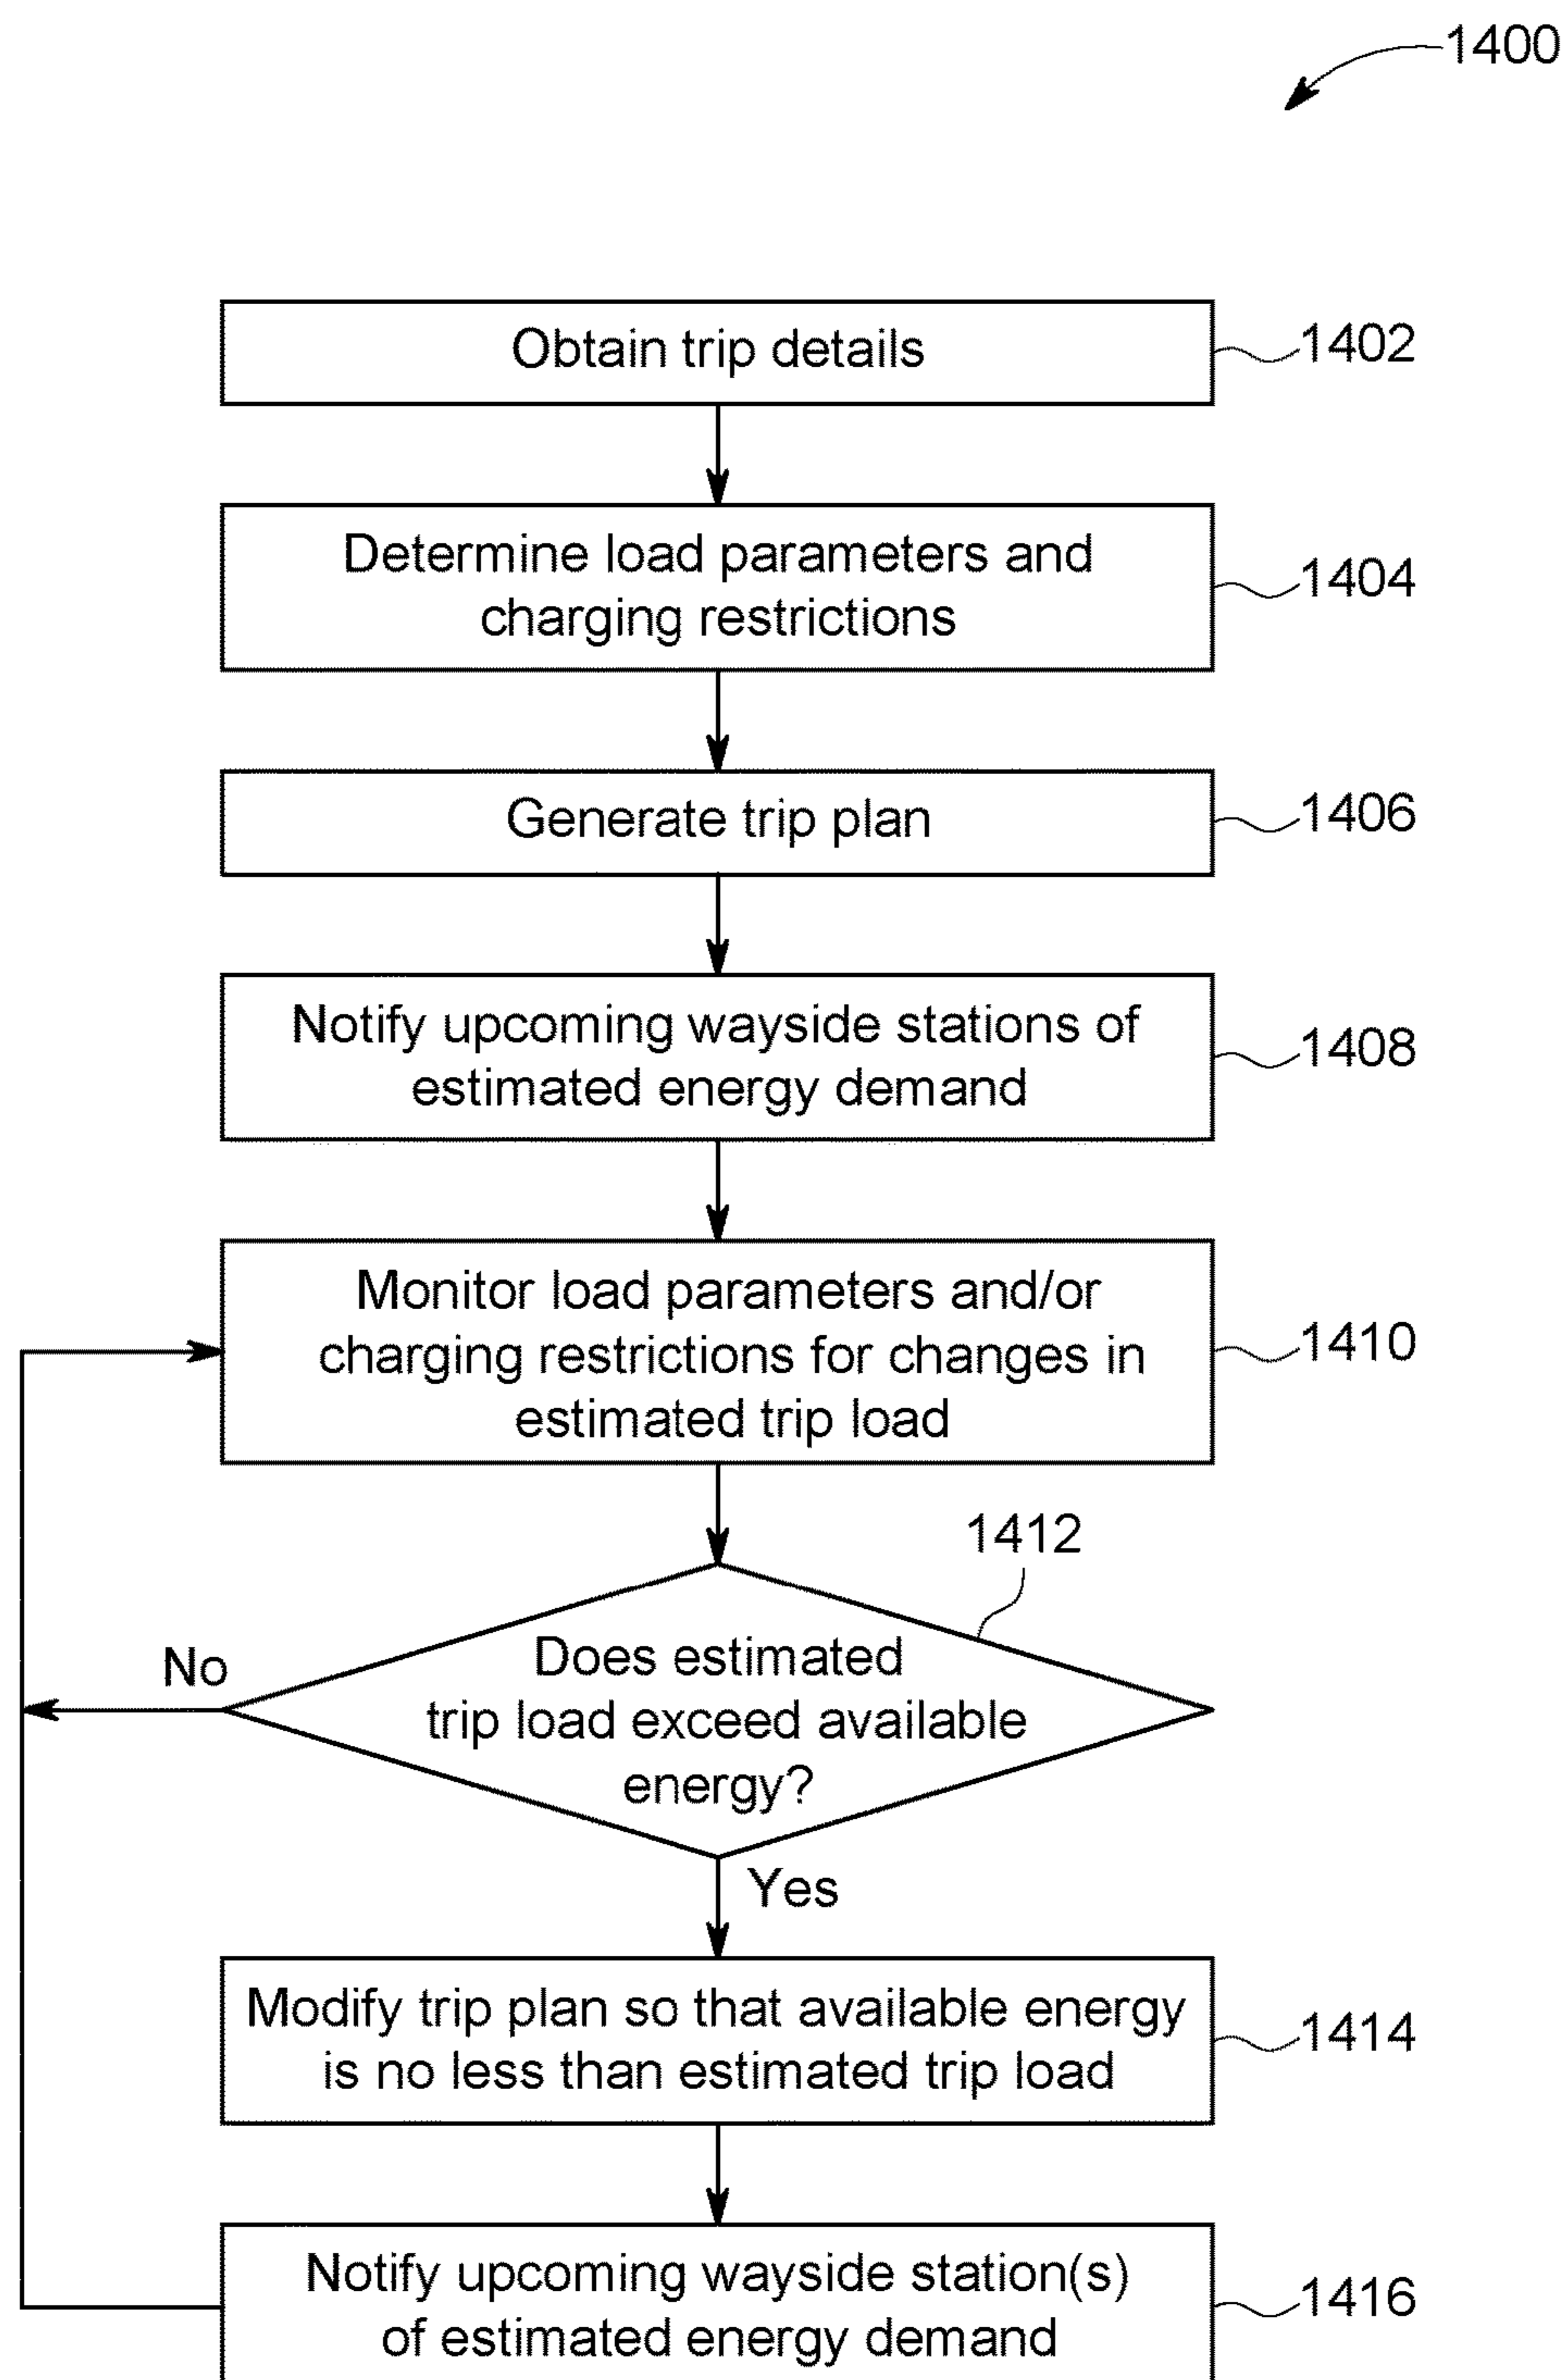 1400
Obtain trip details
1402
Determine load parameters and
charging restrictions
1404
Generate trip plan
1406
Notify upcoming wayside stations of
estimated energy demand
1408
Monitor load parameters and/or
charging restrictions for changes in
estimated trip load
1410
1412
Does estimated
trip load exceed available
energy?
No
Yes
Modify trip plan so that available energy
is no less than estimated trip load
1414
Notify upcoming wayside station(s)
of estimated energy demand
1416